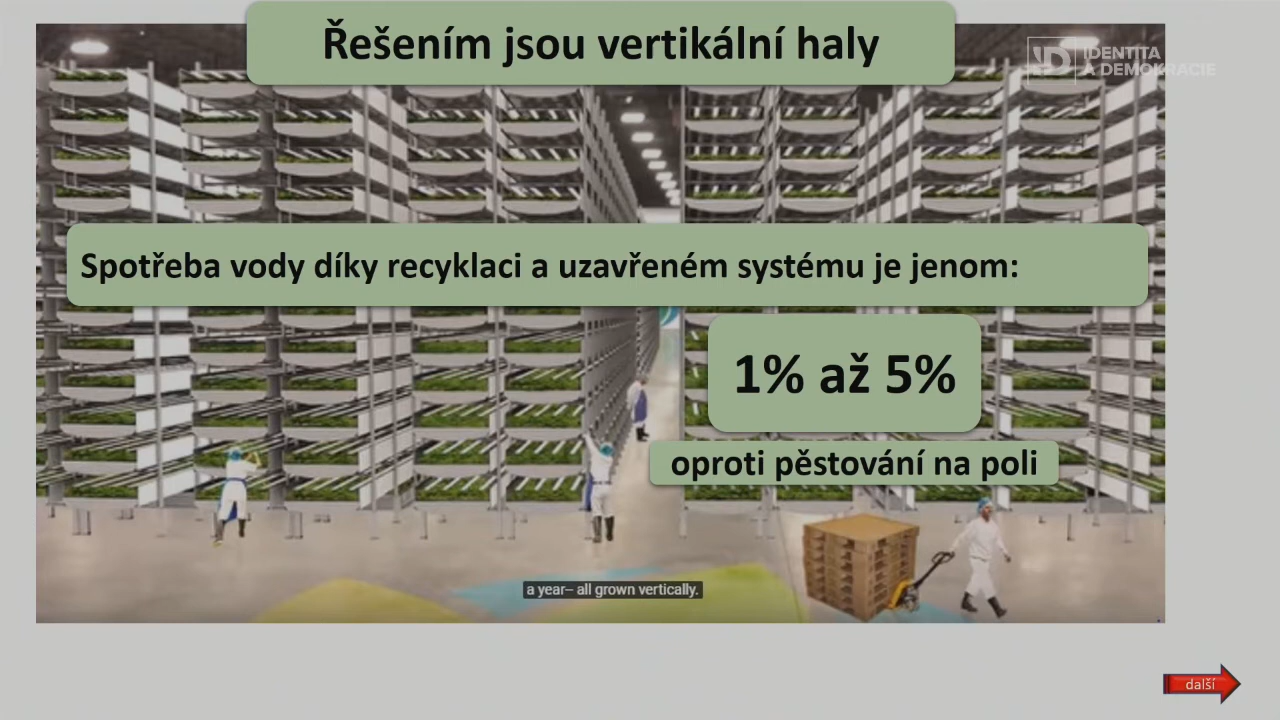 Řešením jsou vertikální haly
IDENTITA
A DEMOKRACIE
Spotřeba vody díky recyklaci a uzavřeném systému je jenom:
1% až 5%
oproti pěstování na poli
a year– all grown vertically.
další